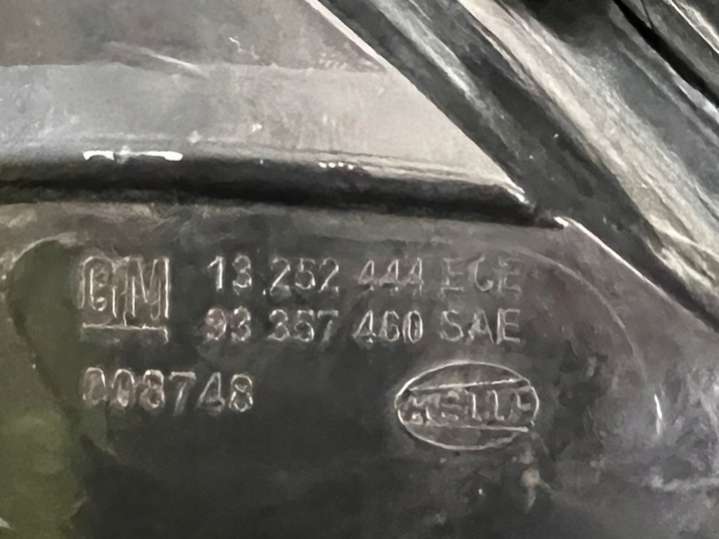 GM 13 252 444 ECE
93 357 460 SAE
008748
HELLA